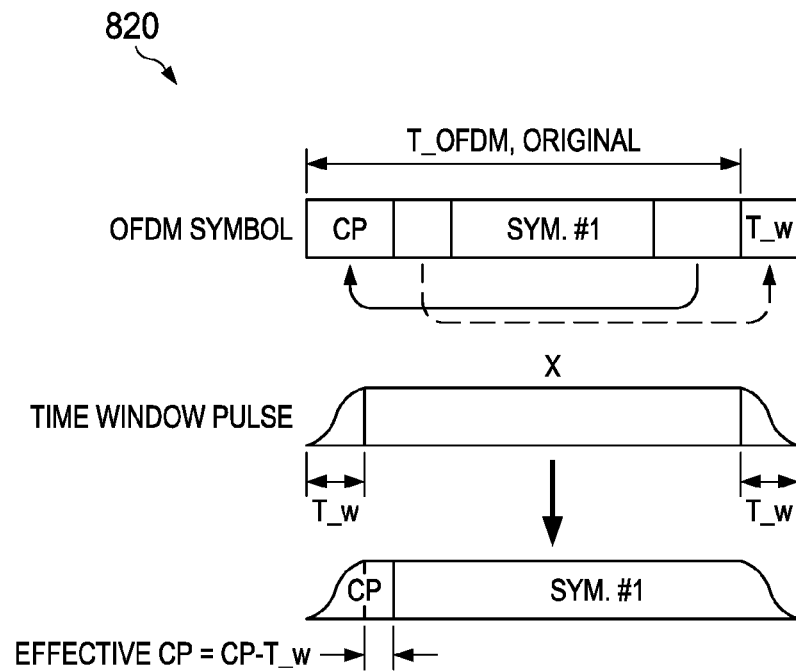 820
T_OFDM, ORIGINAL
OFDM SYMBOL CP SYM. #1 T_w
X
TIME WINDOW PULSE
T_w T_w
CP SYM. #1
EFFECTIVE CP = CP-T_w